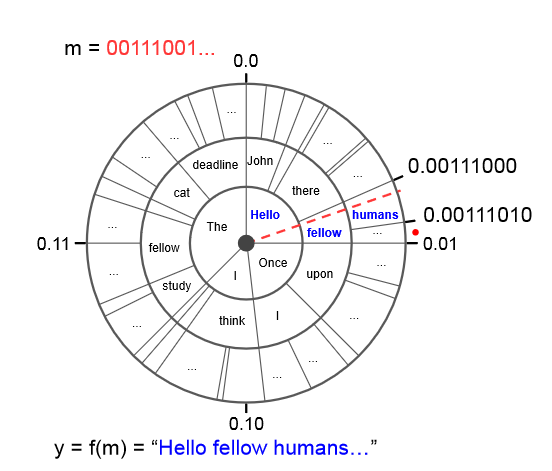 m = 00111001...
0.0
...
deadline
John
...
...
there
...
0.00111000
cat
Hello
humans
0.00111010
The
fellow
...
...
0.11
fellow
0.01
Once
...
I
upon
...
study
...
think
I
...
...
...
...
0.10
y = f(m) = “Hello fellow humans...”